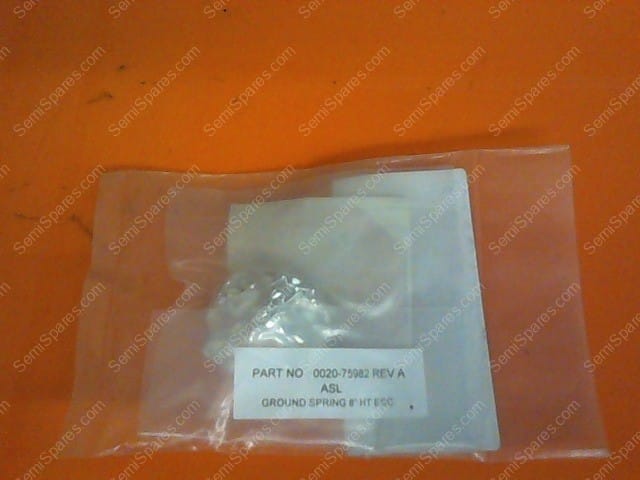 PART NO 0020-75982 REV A
ASL
GROUND SPRING 8" HT ESC
SemiSpares.com